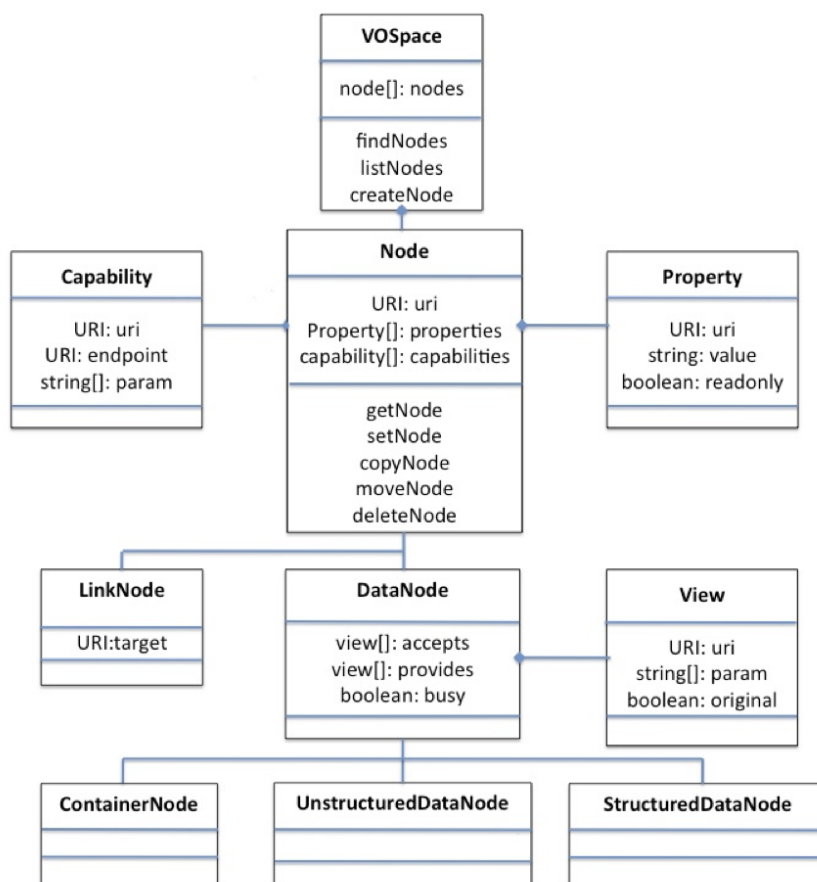 VOSpace
node[]: nodes
findNodes
listNodes
createNode
Node
URI: uri
Property[]: properties
capability[]: capabilities
getNode
setNode
copyNode
moveNode
deleteNode
Capability
URI: uri
URI: endpoint
string[]: param
Property
URI: uri
string: value
boolean: readonly
LinkNode
URI:target
DataNode
view[]: accepts
view[]: provides
boolean: busy
View
URI: uri
string[]: param
boolean: original
ContainerNode
UnstructuredDataNode
StructuredDataNode